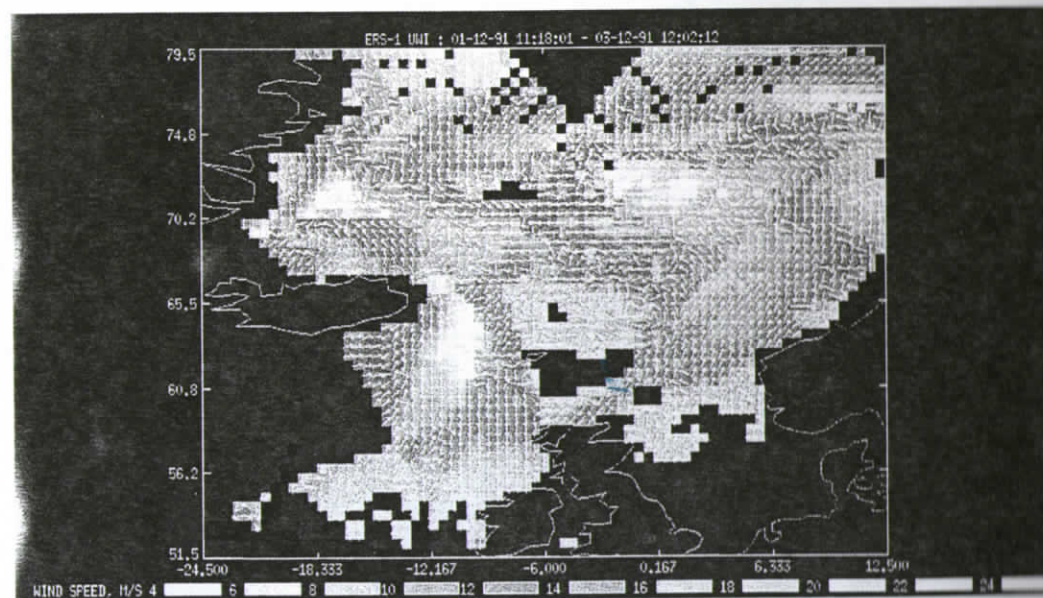 ERS-1 UWI : 01-12-91 11:18:01 - 03-12-91 12:02:12
79.5
74.8
70.2
65.5
60.8
56.2
51.5
-24.500 -18.333 -12.167 -6.000 0.167 6.333 12.500
WIND SPEED, M/S 4 6 8 10 12 14 16 18 20 22 24